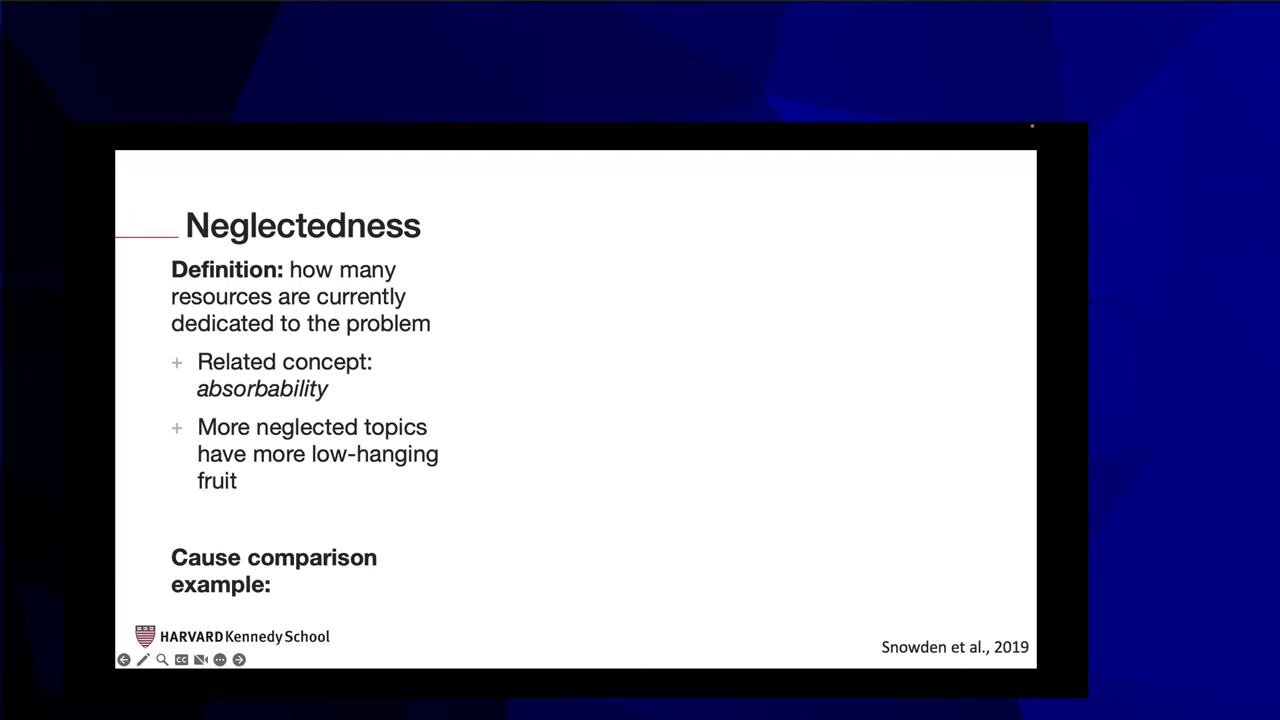 Neglectedness
Definition: how many
resources are currently
dedicated to the problem
+ Related concept:
absorbability
+ More neglected topics
have more low-hanging
fruit
Cause comparison
example:
HARVARD Kennedy School
CC
Snowden et al., 2019